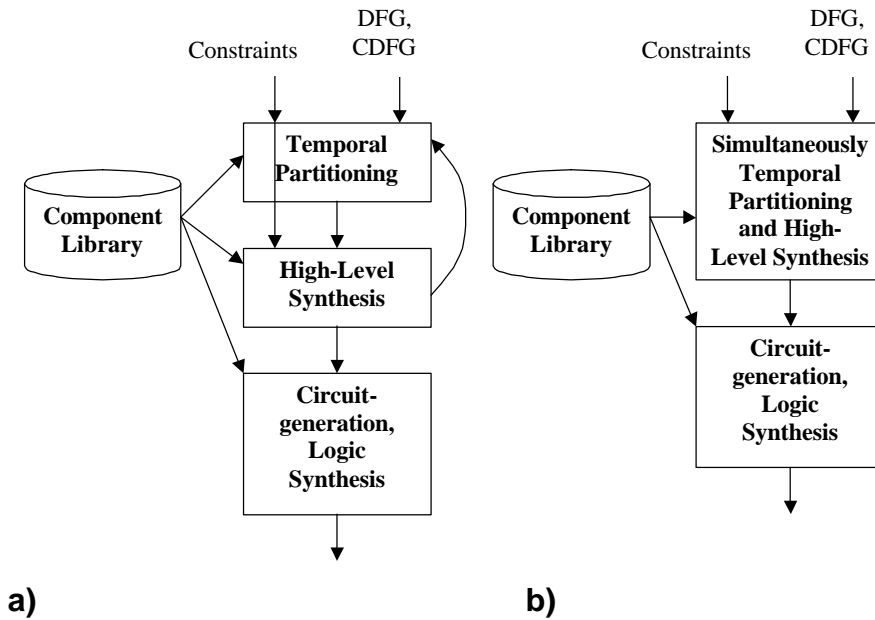 DFG,
CDFG
Constraints
Temporal
Partitioning
Component
Library
High-Level
Synthesis
Circuit-
generation,
Logic
Synthesis
a)
DFG,
CDFG
Constraints
Simultaneously
Temporal
Partitioning
and High-
Level Synthesis
Component
Library
Circuit-
generation,
Logic
Synthesis
b)